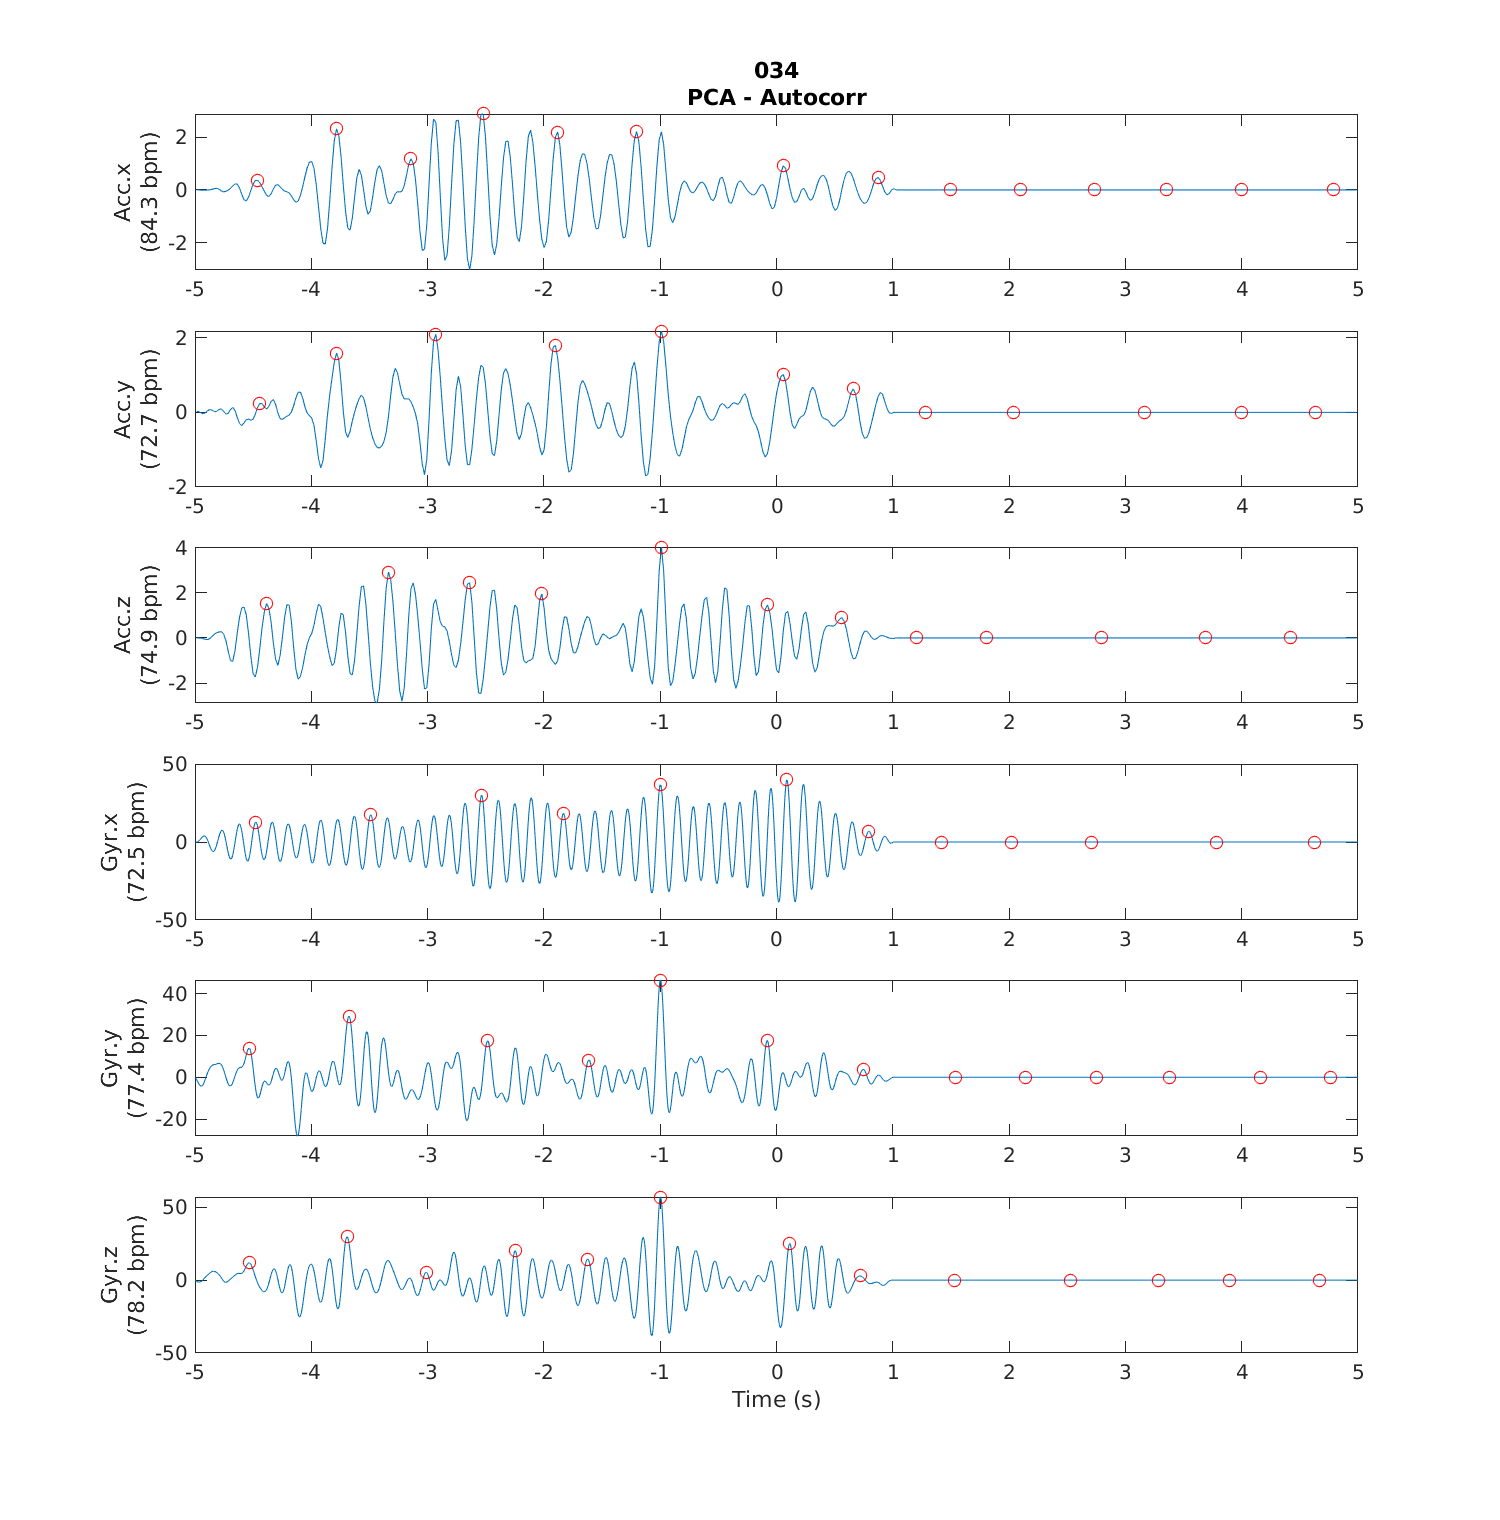 034
PCA - Autocorr
Acc.x
(84.3 bpm)
2
0
-2
-5 -4 -3 -2 -1 0 1 2 3 4 5
Acc.y
(72.7 bpm)
2
0
-2
-5 -4 -3 -2 -1 0 1 2 3 4 5
Acc.z
(74.9 bpm)
4
2
0
-2
-5 -4 -3 -2 -1 0 1 2 3 4 5
Gyr.x
(72.5 bpm)
50
0
-50
-5 -4 -3 -2 -1 0 1 2 3 4 5
Gyr.y
(77.4 bpm)
40
20
0
-20
-5 -4 -3 -2 -1 0 1 2 3 4 5
Gyr.z
(78.2 bpm)
50
0
-50
-5 -4 -3 -2 -1 0 1 2 3 4 5
Time (s)